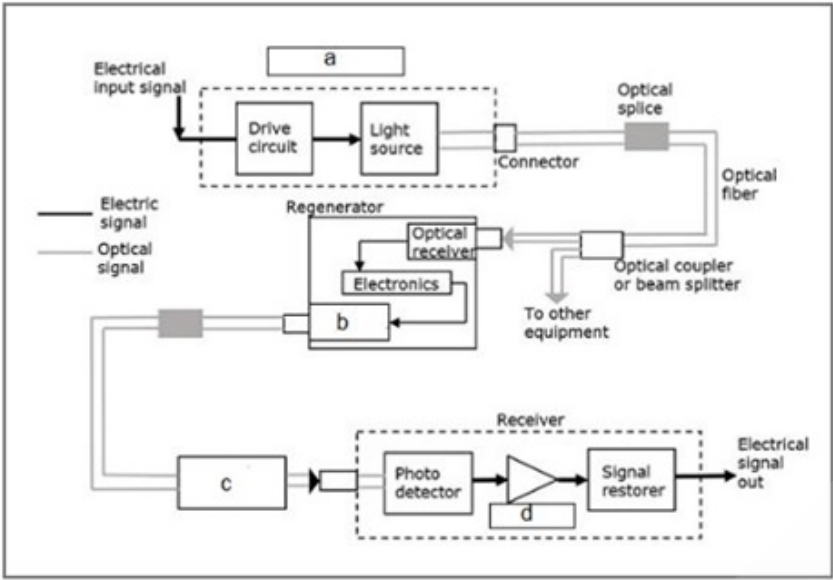 a
Electrical
input signal
Drive
circuit
Light
source
Connector
Optical
splice
Optical
fiber
Electric
signal
Optical
signal
Regenerator
Optical
receiver
Electronics
b
Optical coupler
or beam splitter
To other
equipment
Receiver
c
Photo
detector
d
Signal
restorer
Electrical
signal
out